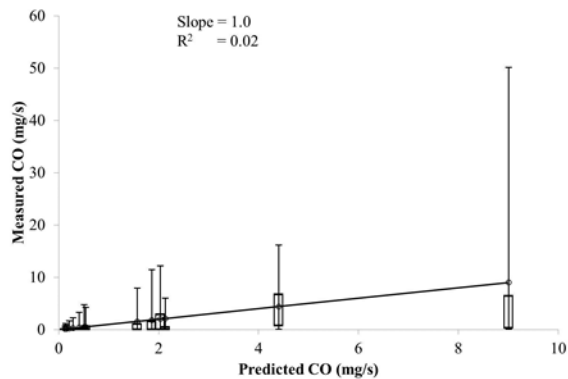 Slope = 1.0
R² = 0.02
60
50
40
30
20
10
0
Measured CO (mg/s)
0 2 4 6 8 10
Predicted CO (mg/s)